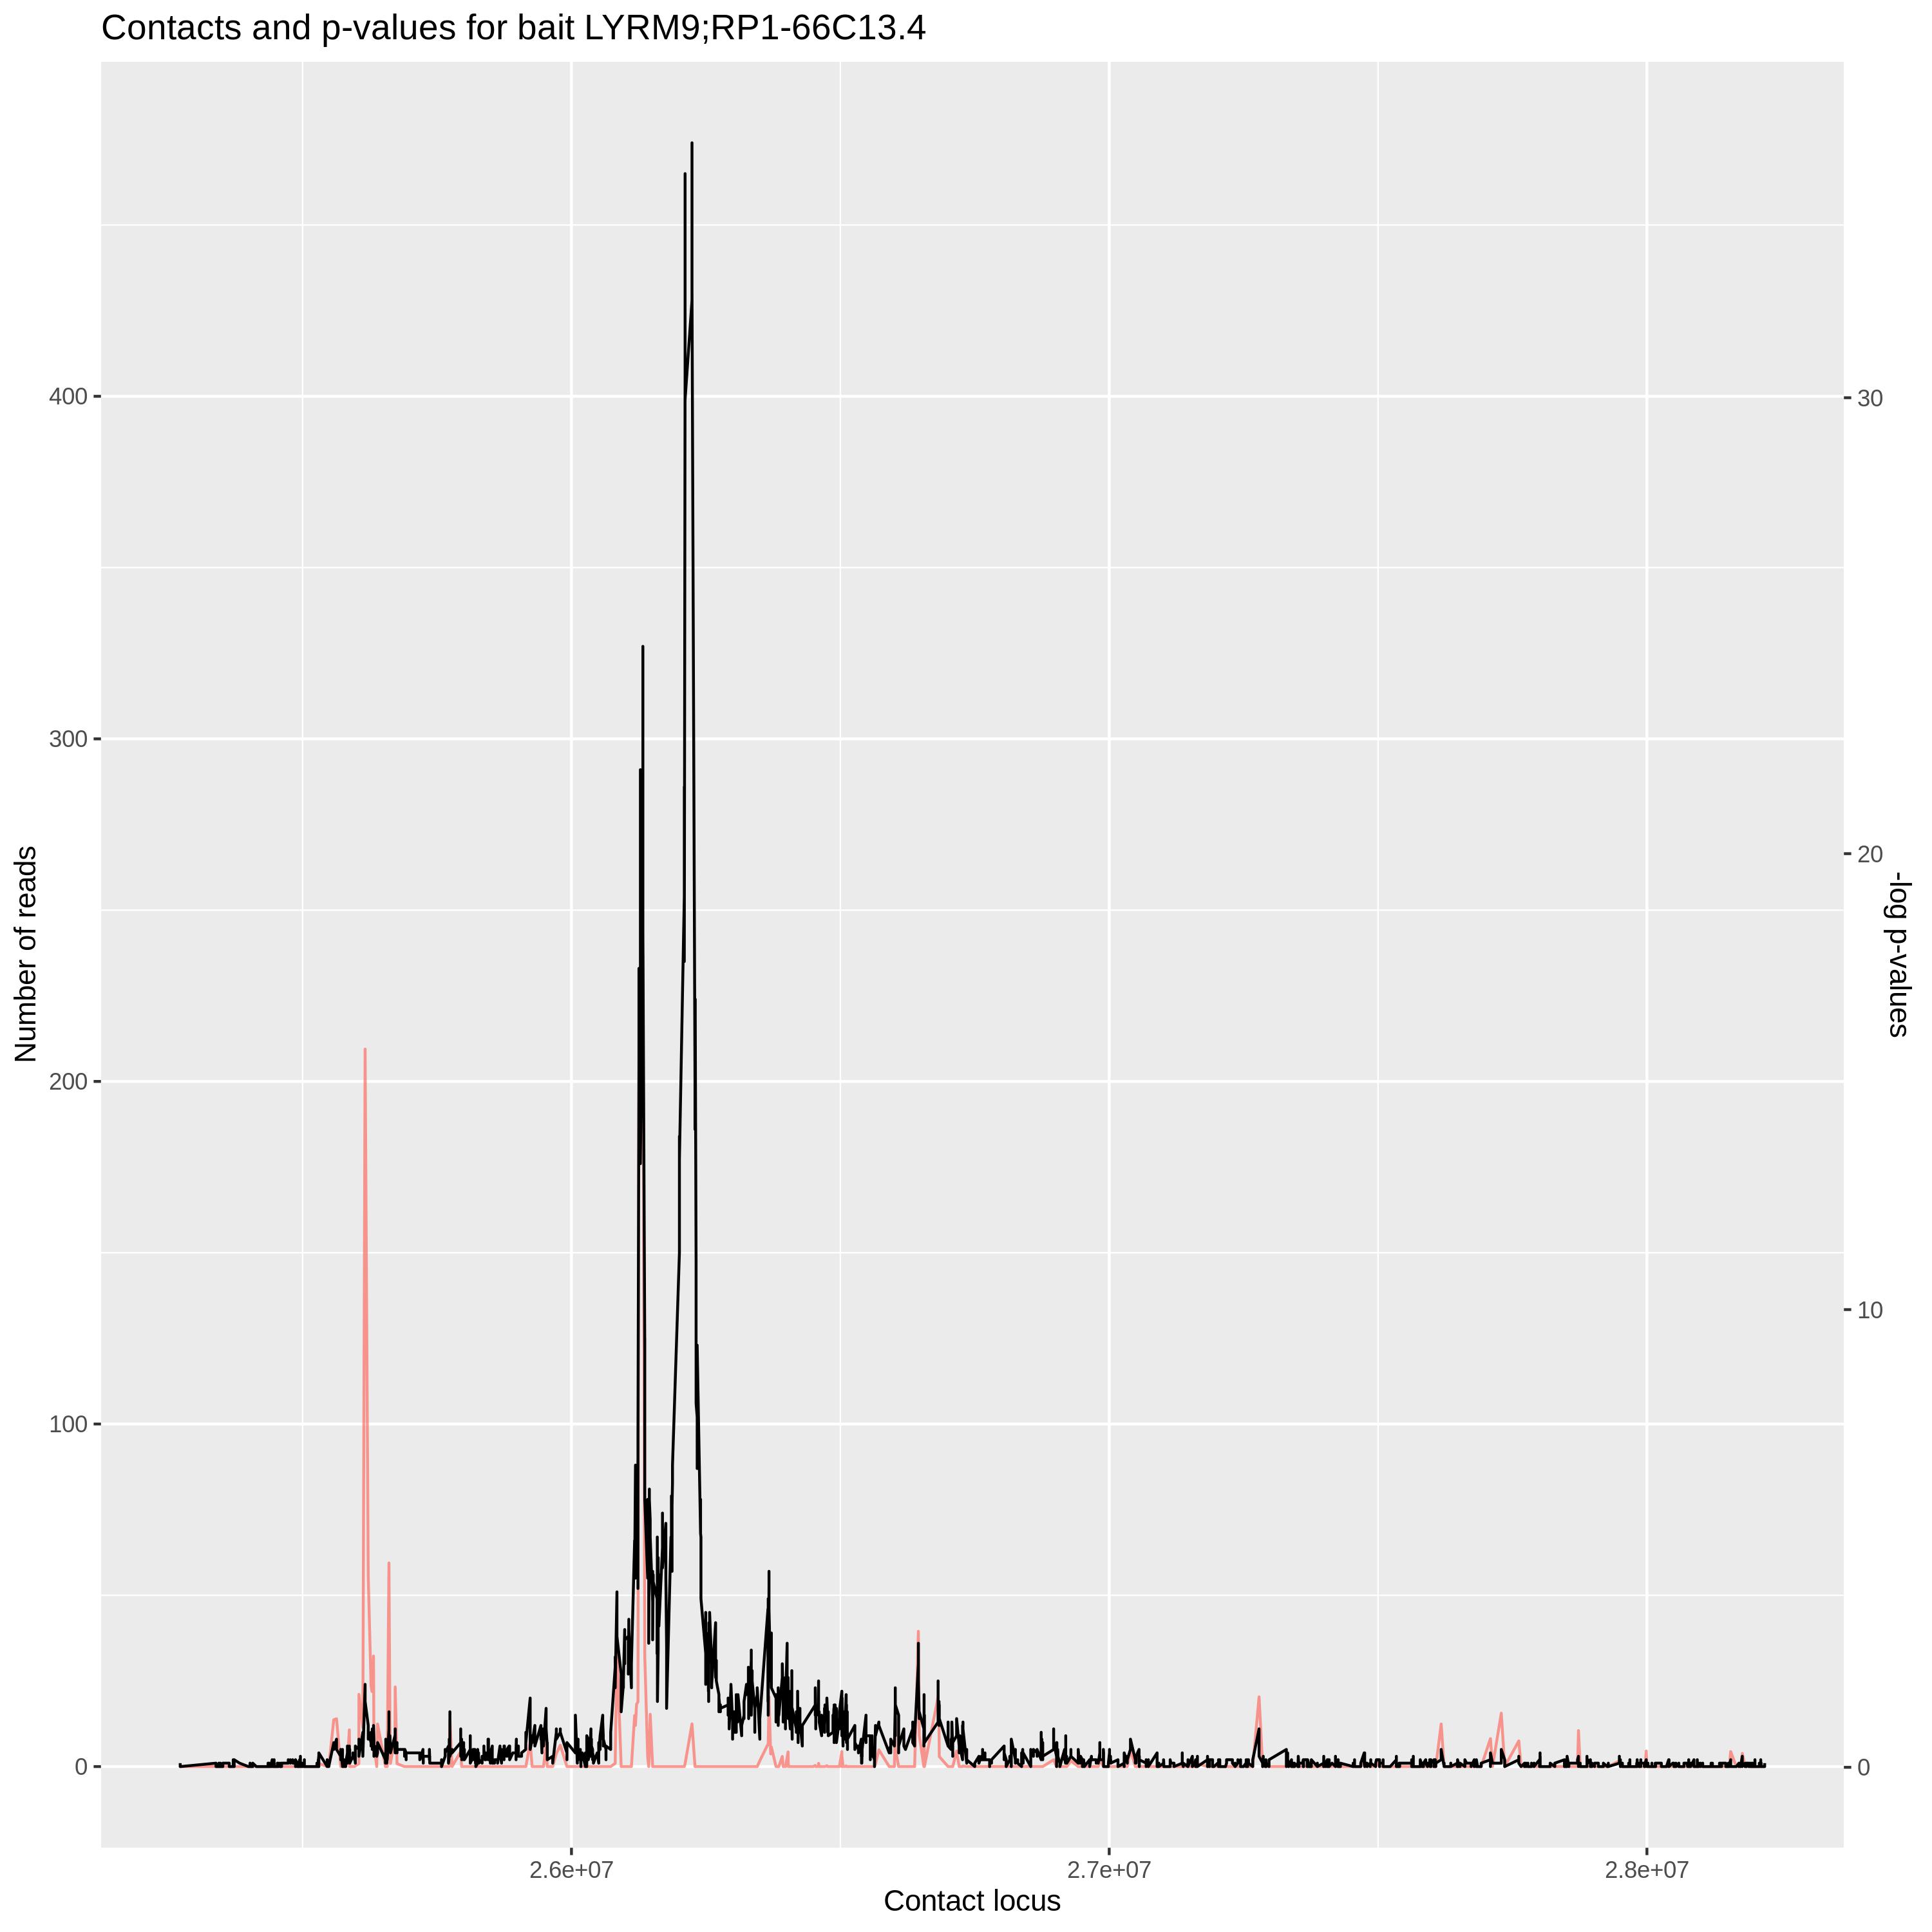 Contacts and p-values for bait LYRM9;RP1-66C13.4
400
300
200
100
0
Number of reads
30
20
10
0
-log p-values
2.6e+07
2.7e+07
2.8e+07
Contact locus